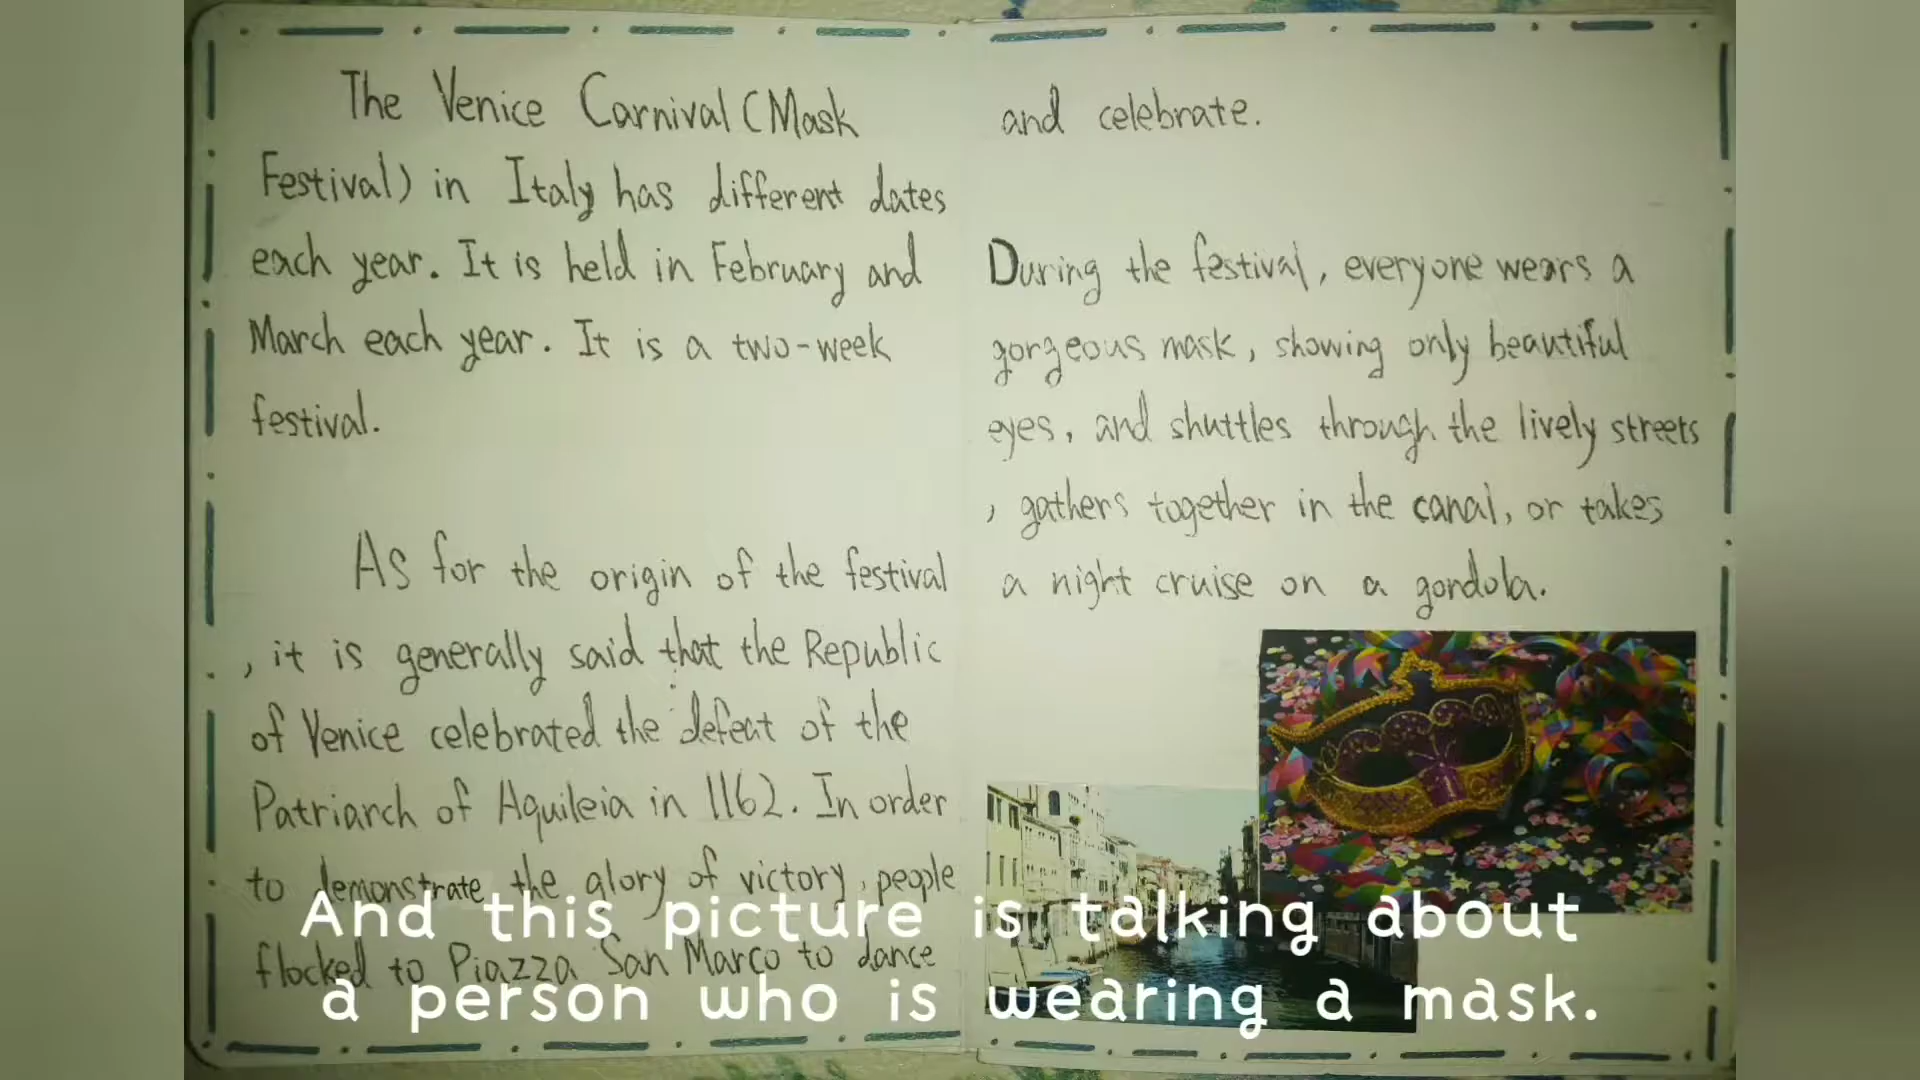 The Venice Carnival (Mask
Festival) in Italy has different dates
each year. It is held in February and
March each year. It is a two-week
festival.
As for the origin of the festival
, it is generally said that the Republic
of Venice celebrated the defeat of the
Patriarch of Aquileia in 1162. In order
to demonstrate the glory of victory, people
flocked to Piazza San Marco to dance
and celebrate.
During the festival, everyone wears a
gorgeous mask, showing only beautiful
eyes, and shuttles through the lively streets
, gathers together in the canal, or takes
a night cruise on a gondola.
And this picture is talking about
a person who is wearing a mask.